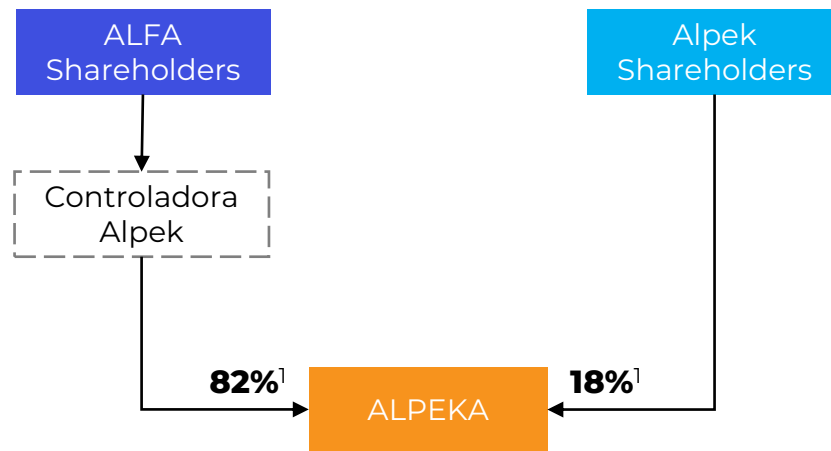 ALFA
Shareholders
Alpek
Shareholders
Controladora
Alpek
82%¹
18%¹
ALPEKA